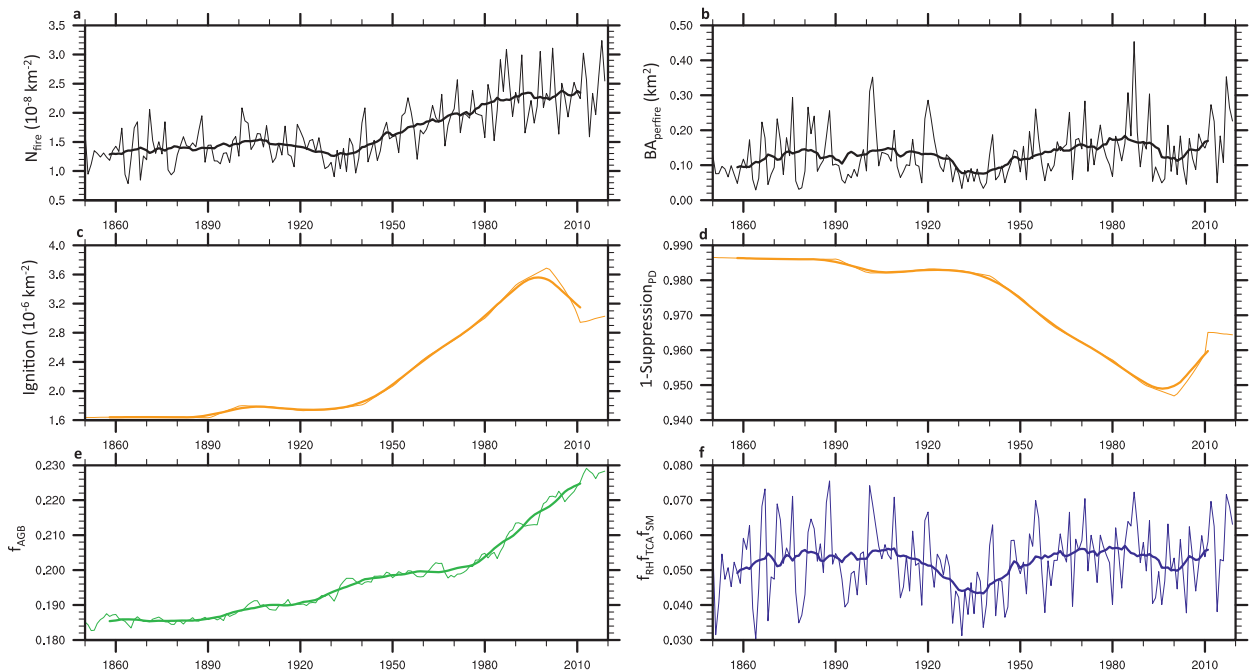 a
b
3.5
3.0
2.5
2.0
1.5
1.0
0.5
N_fire (10^-8 km^-2)
1860 1890 1920 1950 1980 2010
0.50
0.40
0.30
0.20
0.10
0.00
BA_perfire (km^2)
1860 1890 1920 1950 1980 2010
c
d
4.0
3.6
3.2
2.8
2.4
2.0
1.6
Ignition (10^-6 km^-2)
1860 1890 1920 1950 1980 2010
0.990
0.980
0.970
0.960
0.950
0.940
1-Suppression_PD
1860 1890 1920 1950 1980 2010
e
f
0.230
0.220
0.210
0.200
0.190
0.180
f_AGB
1860 1890 1920 1950 1980 2010
0.080
0.070
0.060
0.050
0.040
0.030
f_RH f_TCA f_SM
1860 1890 1920 1950 1980 2010